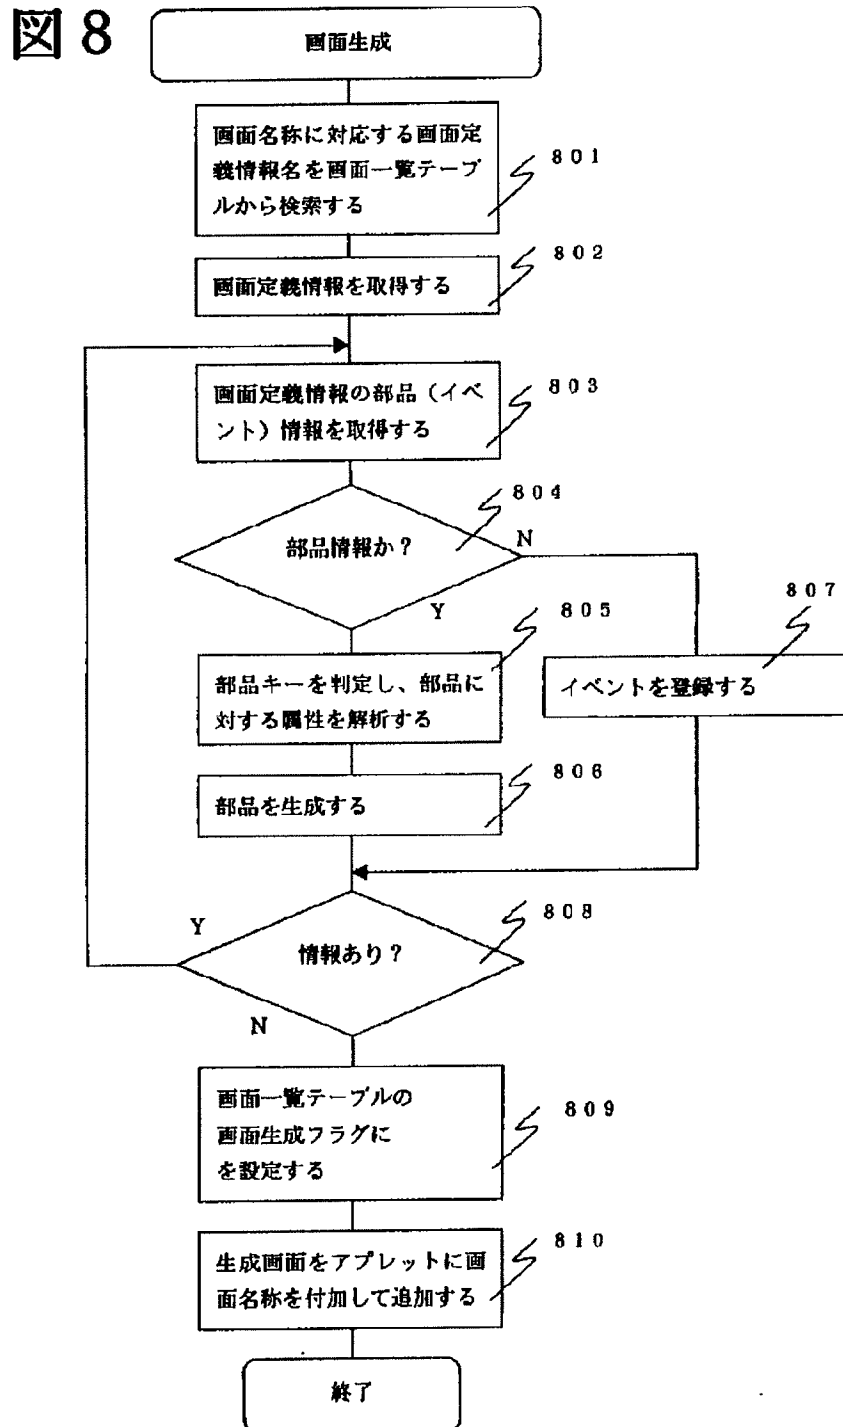 図8
画面生成
画面名称に対応する画面定
義情報名を画面一覧テーブ
ルから検索する
801
画面定義情報を取得する
802
画面定義情報の部品（イベ
ント）情報を取得する
803
部品情報か？
804
N
Y
部品キーを判定し、部品に
対する属性を解析する
805
イベントを登録する
807
部品を生成する
806
情報あり？
808
Y
N
画面一覧テーブルの
画面生成フラグに
を設定する
809
生成画面をアプレットに画
面名称を付加して追加する
810
終了